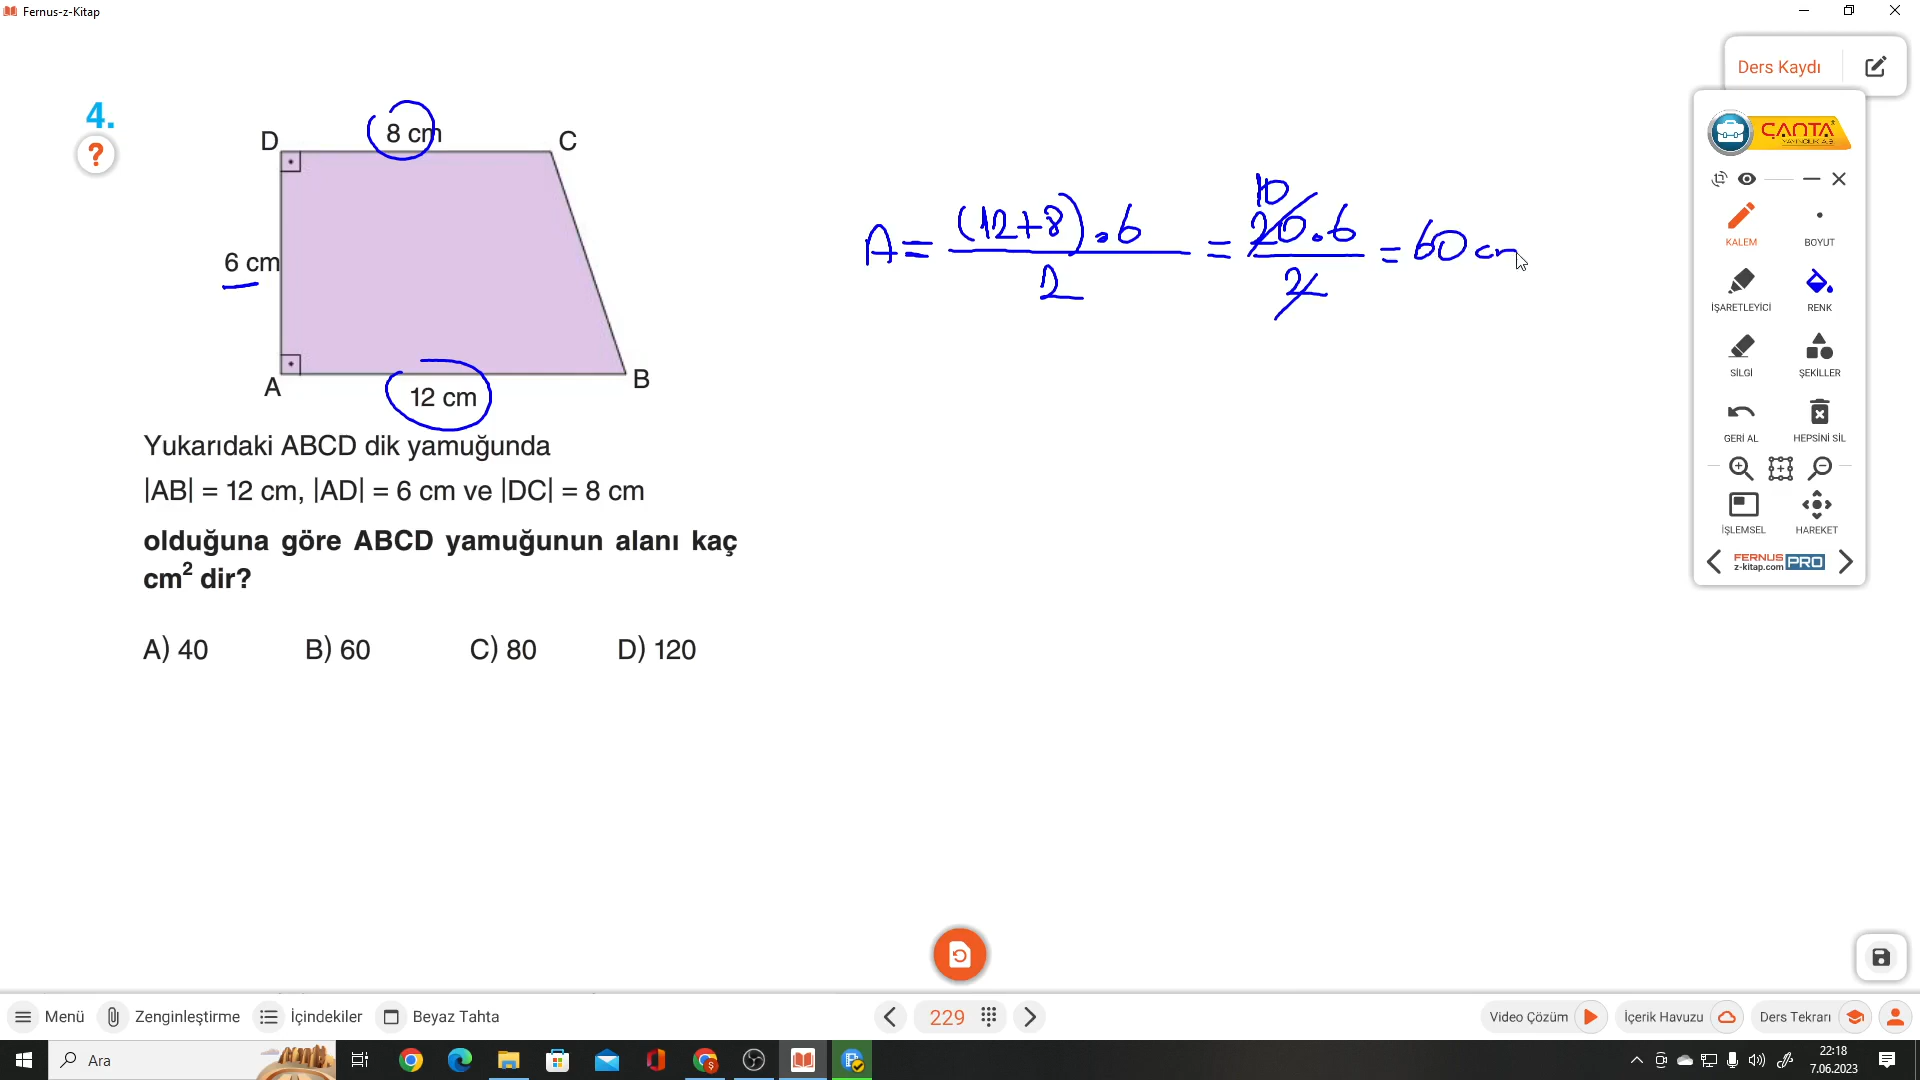 Fernus-z-Kitap
Ders Kaydı
4.
?
D
8 cm
C
6 cm
A
12 cm
B
A = (12+8).6 / 2 = 20.6 / 2 = 60 cm
10
Yukarıdaki ABCD dik yamuğunda
|AB| = 12 cm, |AD| = 6 cm ve |DC| = 8 cm
olduğuna göre ABCD yamuğunun alanı kaç
cm² dir?
A) 40 B) 60 C) 80 D) 120
ÇANTA
KALEM BOYUT
İŞARETLEYİCİ RENK
SİLGİ ŞEKİLLER
GERİ AL HEPSİNİ SİL
İŞLEMSEL HAREKET
FERNUS
z-kitap.com PRO
Menü Zenginleştirme İçindekiler Beyaz Tahta 229 Video Çözüm İçerik Havuzu Ders Tekrarı
Ara
22:18
7.06.2023